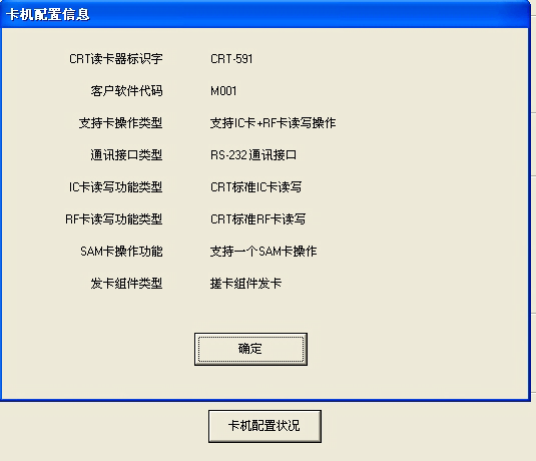 卡机配置信息
CRT读卡器标识字 CRT-591
客户软件代码 M001
支持卡操作类型 支持IC卡+RF卡读写操作
通讯接口类型 RS-232通讯接口
IC卡读写功能类型 CRT标准IC卡读写
RF卡读写功能类型 CRT标准RF卡读写
SAM卡操作功能 支持一个SAM卡操作
发卡组件类型 搓卡组件发卡
确定
卡机配置状况